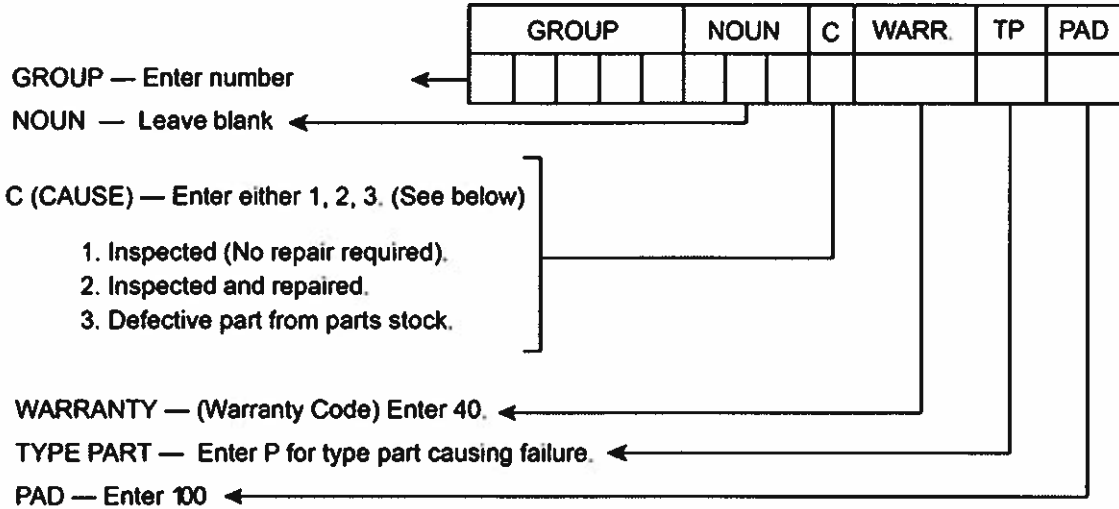 GROUP NOUN C WARR. TP PAD
GROUP — Enter number
NOUN — Leave blank
C (CAUSE) — Enter either 1, 2, 3. (See below)
1. Inspected (No repair required).
2. Inspected and repaired.
3. Defective part from parts stock.
WARRANTY — (Warranty Code) Enter 40.
TYPE PART — Enter P for type part causing failure.
PAD — Enter 100